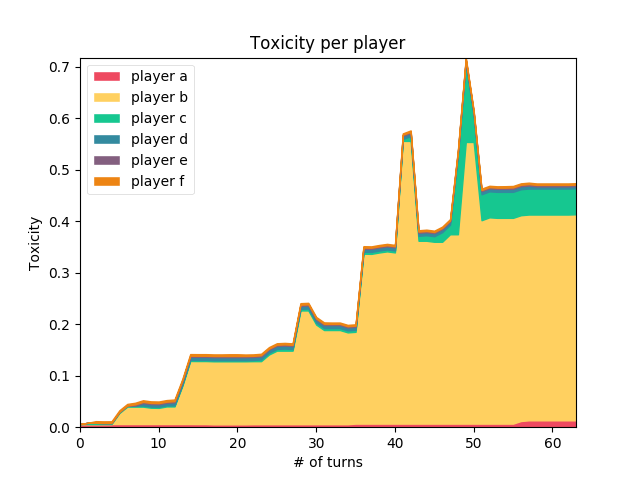 Toxicity per player
player a
player b
player c
player d
player e
player f
0.7
0.6
0.5
0.4
0.3
0.2
0.1
0.0
Toxicity
0 10 20 30 40 50 60
# of turns